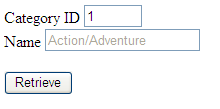 Category ID 1
Name Action/Adventure
Retrieve